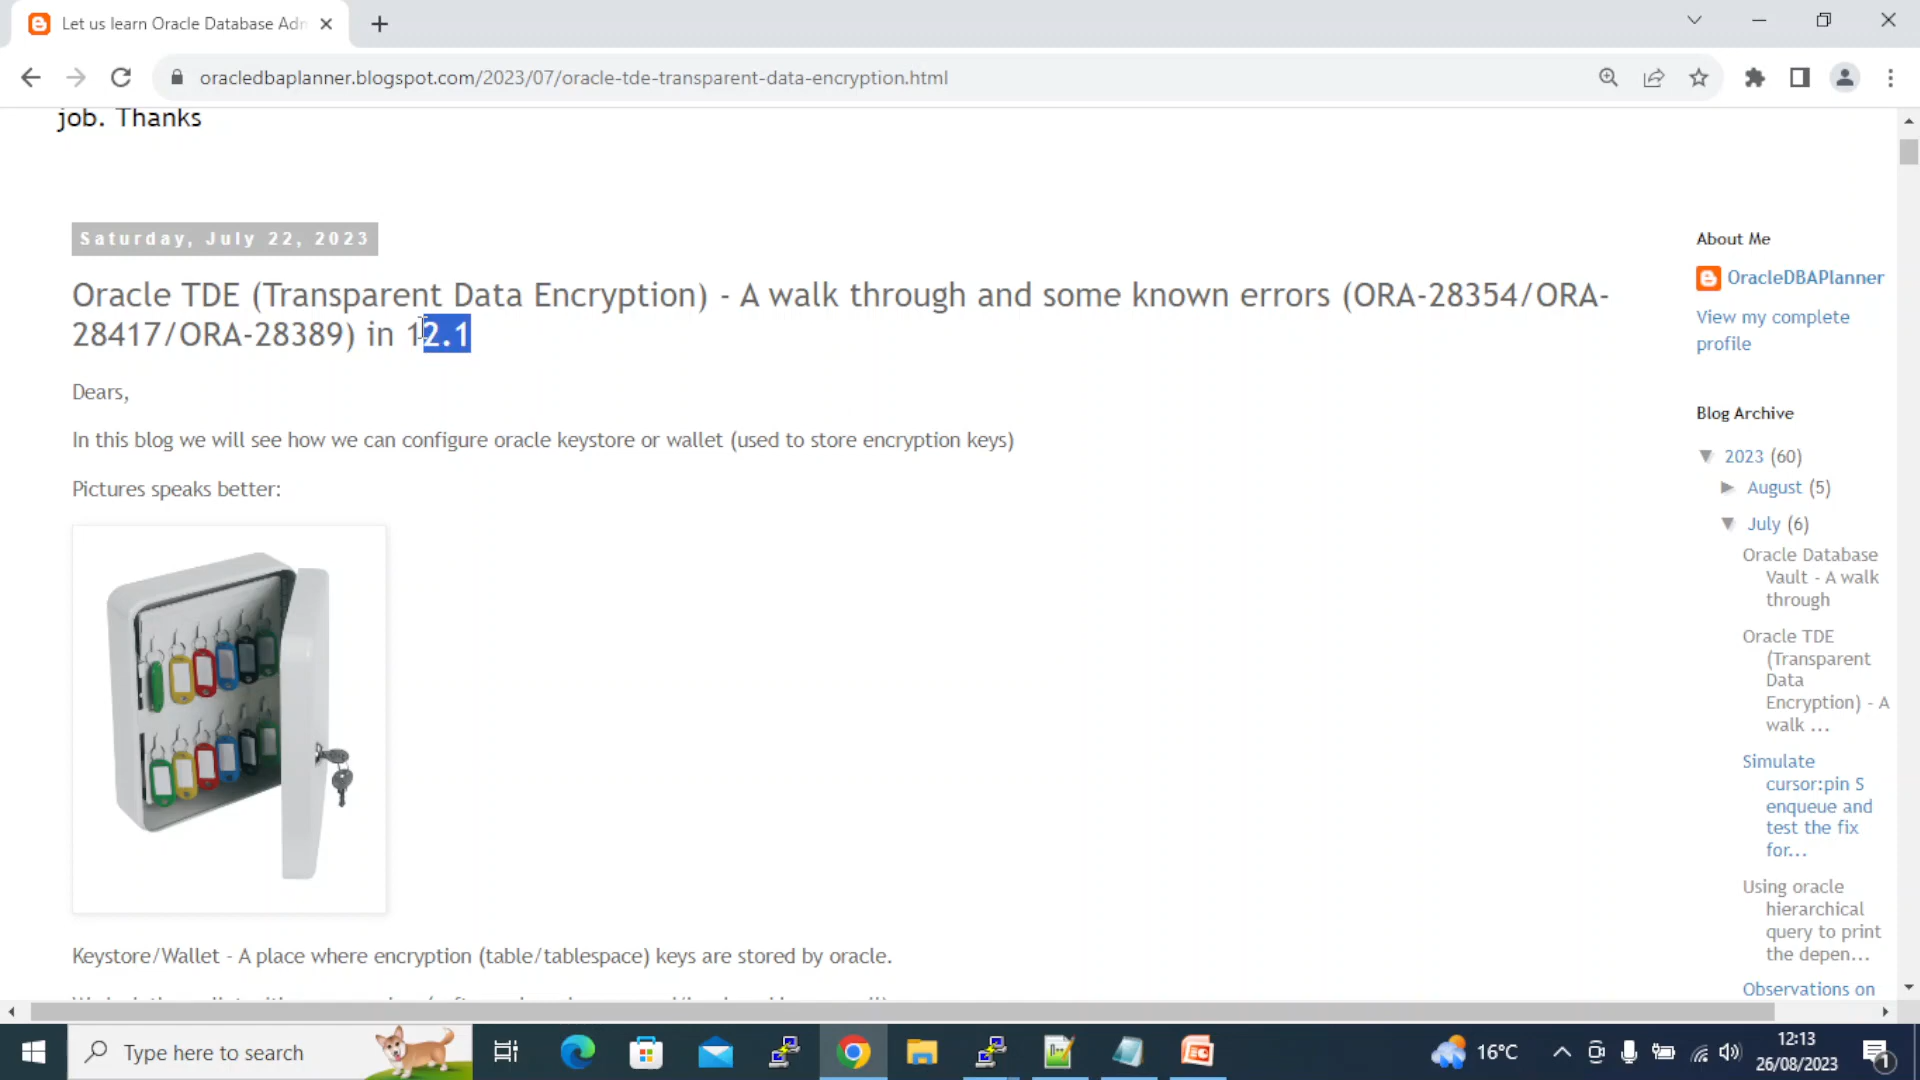 Let us learn Oracle Database Adm
oracledbaplanner.blogspot.com/2023/07/oracle-tde-transparent-data-encryption.html
job. Thanks
Saturday, July 22, 2023
Oracle TDE (Transparent Data Encryption) - A walk through and some known errors (ORA-28354/ORA-
28417/ORA-28389) in 12.1
Dears,
In this blog we will see how we can configure oracle keystore or wallet (used to store encryption keys)
Pictures speaks better:
Keystore/Wallet - A place where encryption (table/tablespace) keys are stored by oracle.
About Me
OracleDBAPlanner
View my complete
profile
Blog Archive
2023 (60)
August (5)
July (6)
Oracle Database
Vault - A walk
through
Oracle TDE
(Transparent
Data
Encryption) - A
walk ...
Simulate
cursor:pin S
enqueue and
test the fix
for...
Using oracle
hierarchical
query to print
the depen...
Observations on
Type here to search
16°C
12:13
26/08/2023
1